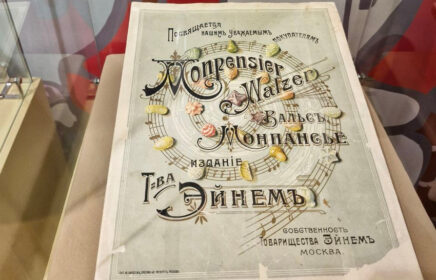 Посвящается
нашимъ уважаемымъ
покупателямъ
Monpensier
Walzer
Вальсъ
Монпансье
изданіе
Т-ва
Эйнемъ
собственность
Товарищества Эйнемъ
Москва